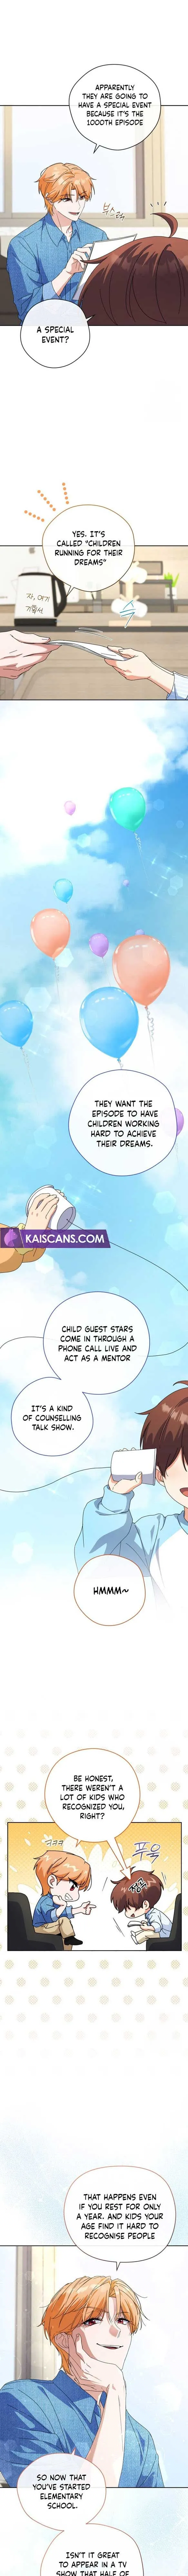 APPARENTLY
THEY ARE GOING TO
HAVE A SPECIAL EVENT
BECAUSE IT'S THE
1000TH EPISODE
A SPECIAL
EVENT?
YES. IT'S
CALLED "CHILDREN
RUNNING FOR THEIR
DREAMS"
자, 여기
THEY WANT THE
EPISODE TO HAVE
CHILDREN WORKING
HARD TO ACHIEVE
THEIR DREAMS.
KAISCANS.COM
CHILD GUEST STARS
COME IN THROUGH A
PHONE CALL LIVE AND
ACT AS A MENTOR
IT'S A KIND
OF COUNSELLING
TALK SHOW.
HMMM~
BE HONEST,
THERE WEREN'T A
LOT OF KIDS WHO
RECOGNIZED YOU,
RIGHT?
푸욱
THAT HAPPENS EVEN
IF YOU REST FOR ONLY
A YEAR. AND KIDS YOUR
AGE FIND IT HARD TO
RECOGNISE PEOPLE
SO NOW THAT
YOU'VE STARTED
ELEMENTARY
SCHOOL.
ISN'T IT GREAT
TO APPEAR IN A TV
SHOW THAT HALF OF